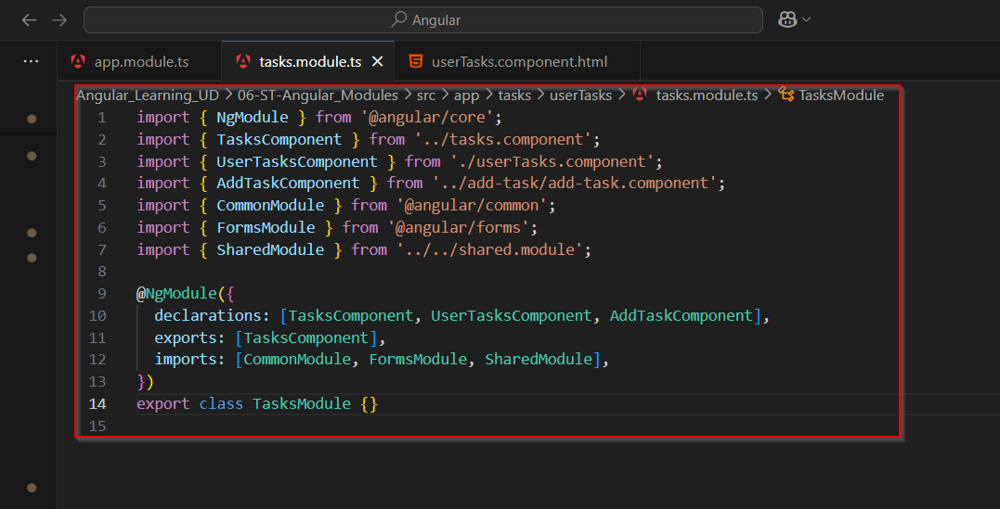 Angular
app.module.ts
tasks.module.ts
userTasks.component.html
Angular_Learning_UD > 06-ST-Angular_Modules > src > app > tasks > userTasks > tasks.module.ts > TasksModule
1 import { NgModule } from '@angular/core';
2 import { TasksComponent } from '../tasks.component';
3 import { UserTasksComponent } from './userTasks.component';
4 import { AddTaskComponent } from '../add-task/add-task.component';
5 import { CommonModule } from '@angular/common';
6 import { FormsModule } from '@angular/forms';
7 import { SharedModule } from '../../shared.module';
8
9 @NgModule({
10   declarations: [TasksComponent, UserTasksComponent, AddTaskComponent],
11   exports: [TasksComponent],
12   imports: [CommonModule, FormsModule, SharedModule],
13 })
14 export class TasksModule {}
15